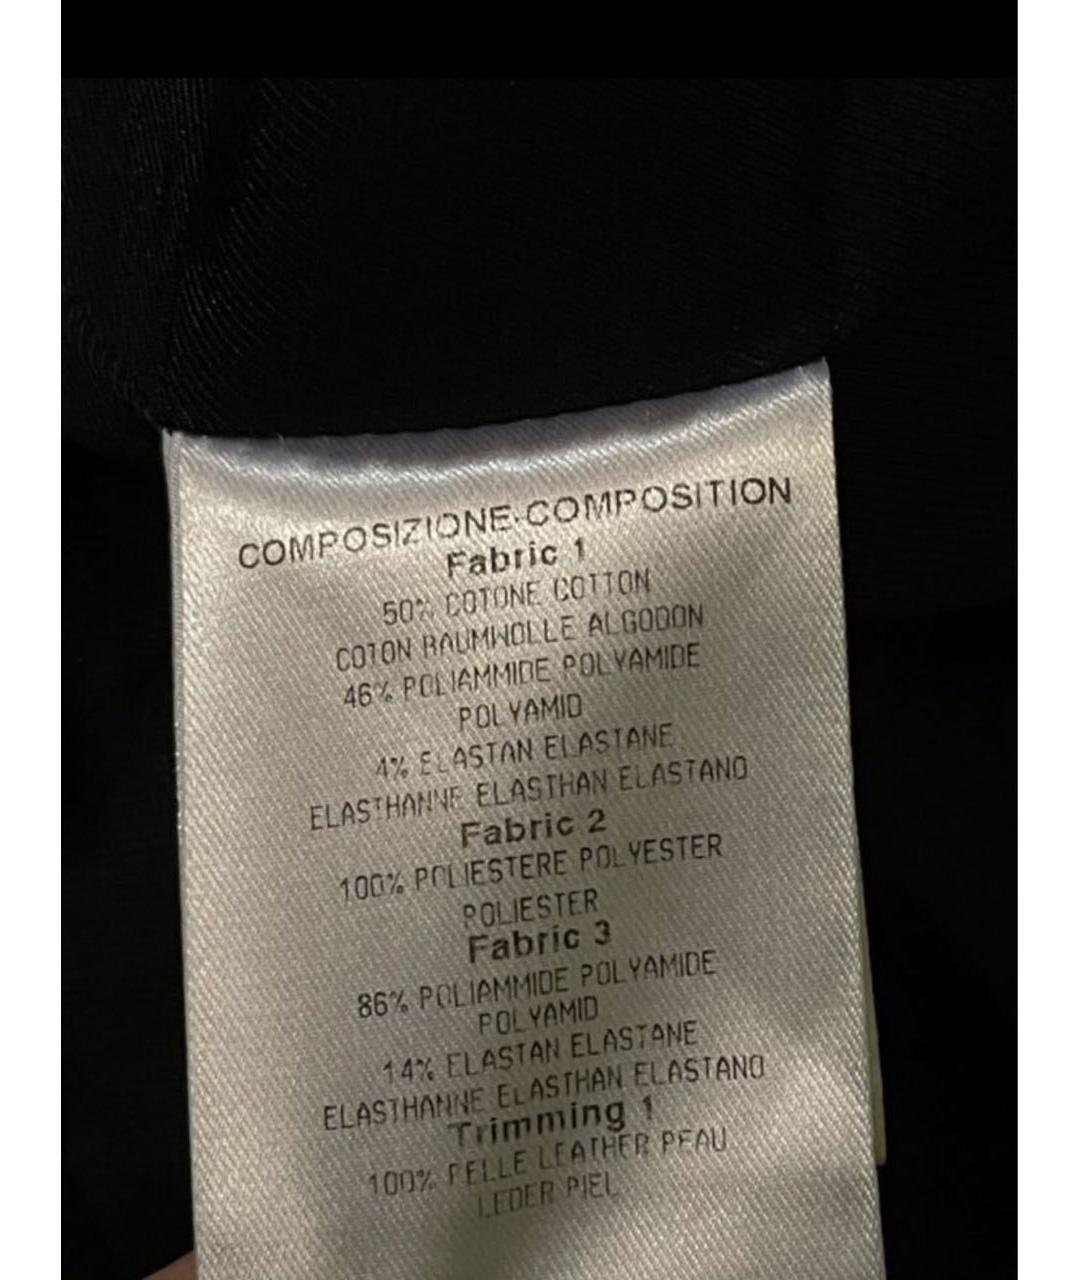 COMPOSIZIONE·COMPOSITION
Fabric 1
50% COTONE COTTON
COTON BAUMWOLLE ALGODON
46% POLIAMMIDE POLYAMIDE
POLYAMID
4% ELASTAN ELASTANE
ELASTHANNE ELASTHAN ELASTANO
Fabric 2
100% POLIESTERE POLYESTER
POLIESTER
Fabric 3
86% POLIAMMIDE POLYAMIDE
POLYAMID
14% ELASTAN ELASTANE
ELASTHANNE ELASTHAN ELASTANO
Trimming 1
100% PELLE LEATHER PEAU
LEDER PIEL